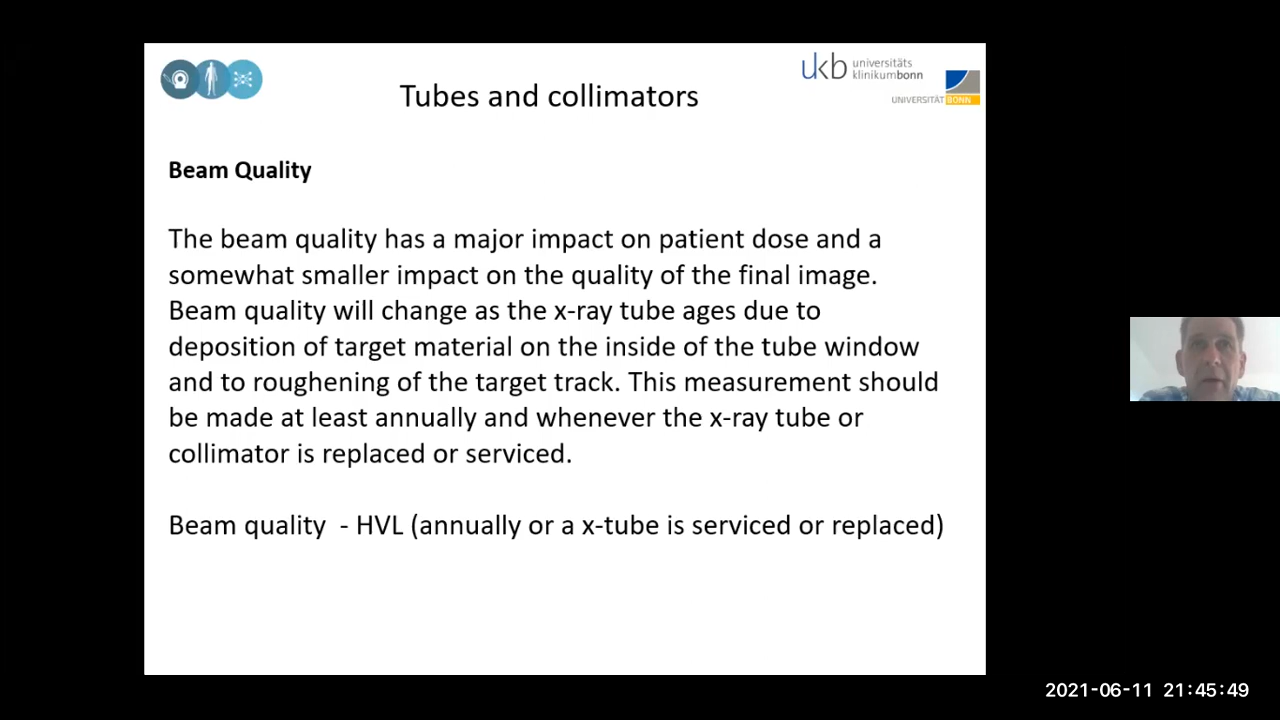 ukb universitäts
klinikumbonn
UNIVERSITÄT BONN
Tubes and collimators
Beam Quality
The beam quality has a major impact on patient dose and a
somewhat smaller impact on the quality of the final image.
Beam quality will change as the x-ray tube ages due to
deposition of target material on the inside of the tube window
and to roughening of the target track. This measurement should
be made at least annually and whenever the x-ray tube or
collimator is replaced or serviced.
Beam quality  - HVL (annually or a x-tube is serviced or replaced)
2021-06-11 21:45:49